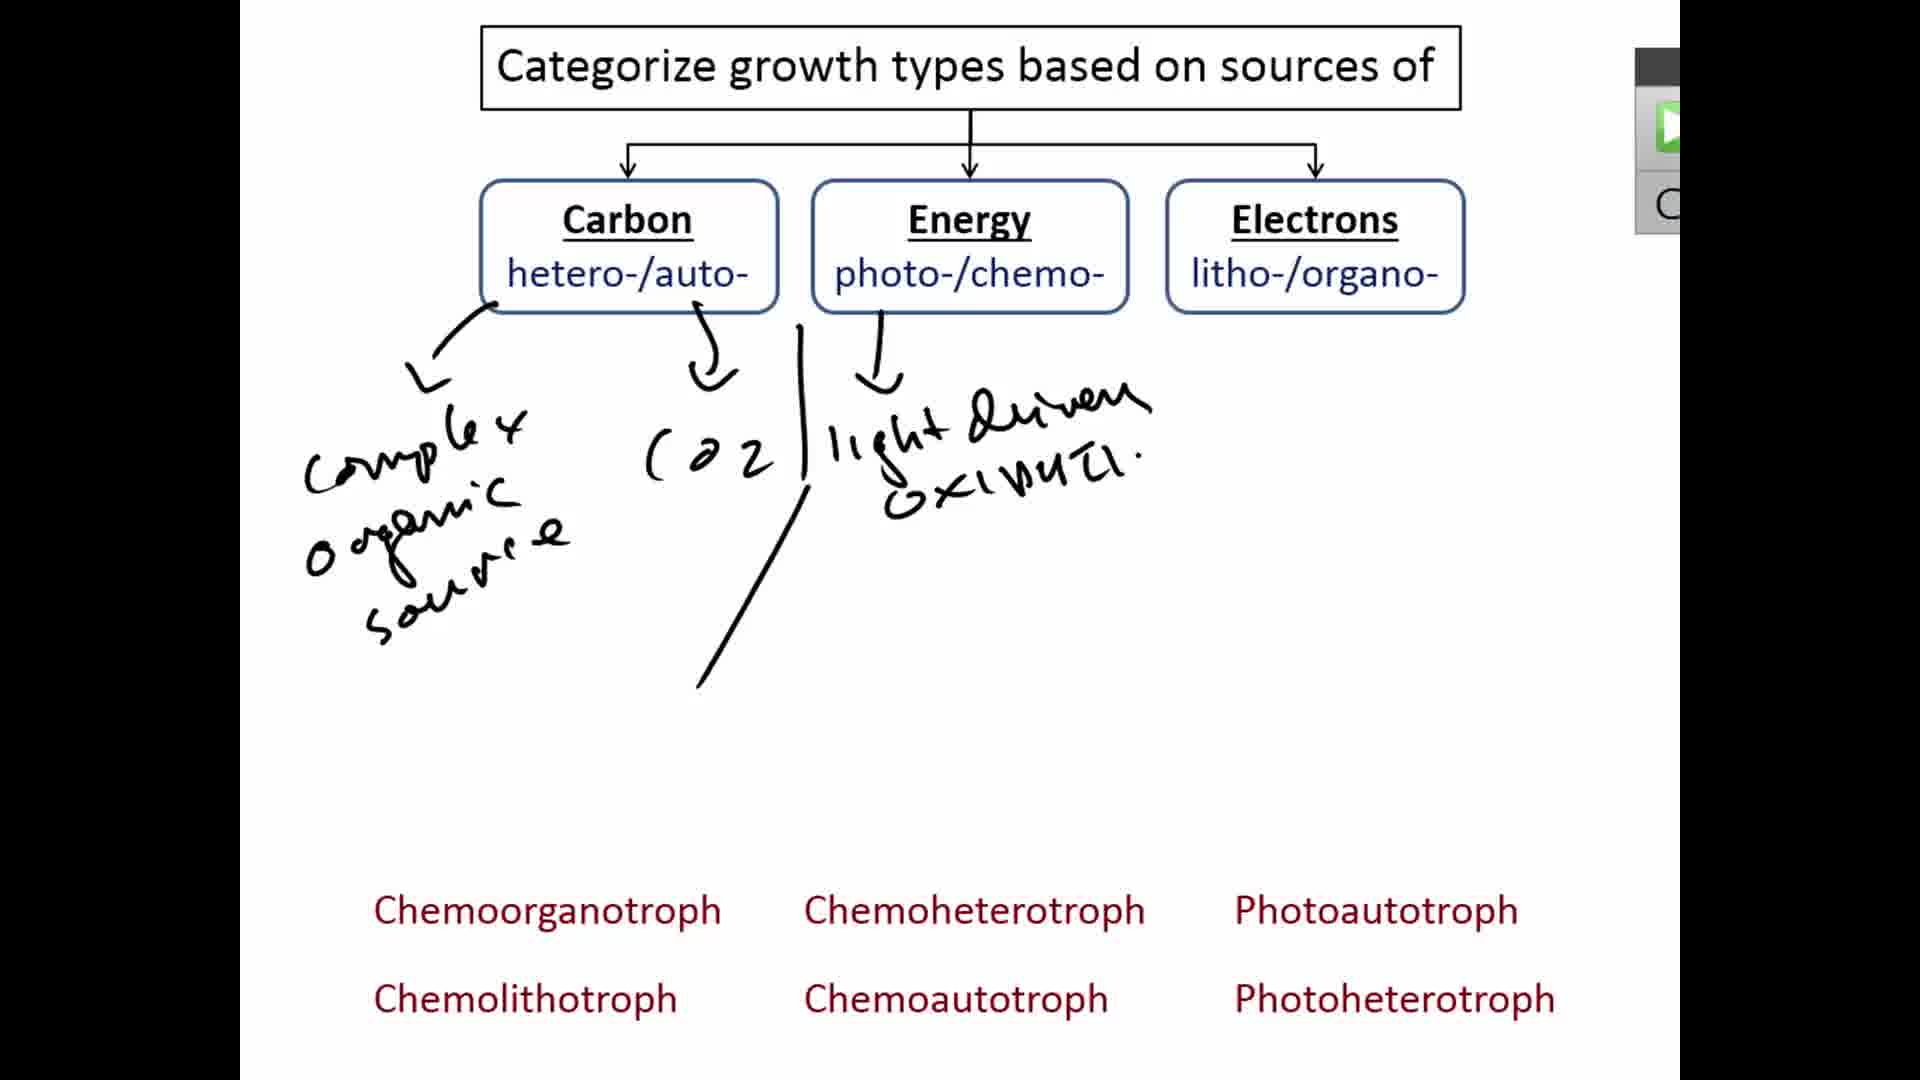 Categorize growth types based on sources of
Carbon
hetero-/auto-
Energy
photo-/chemo-
Electrons
litho-/organo-
complex
organic
source
CO2
light driven
Chemoorganotroph
Chemoheterotroph
Photoautotroph
Chemolithotroph
Chemoautotroph
Photoheterotroph